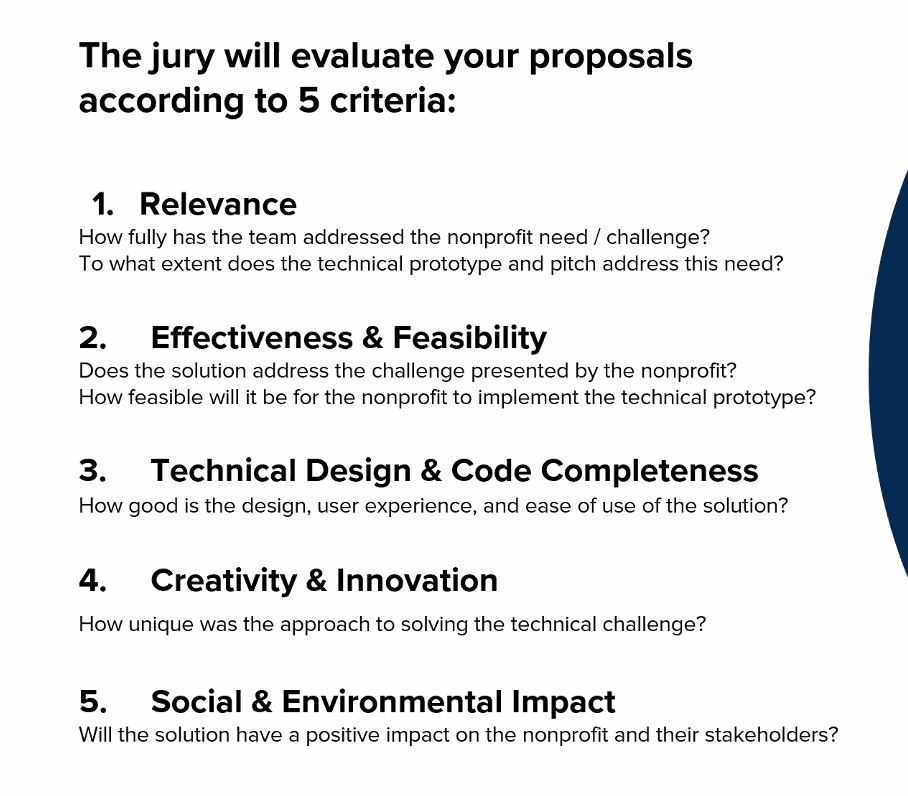 The jury will evaluate your proposals
according to 5 criteria:
1. Relevance
How fully has the team addressed the nonprofit need / challenge?
To what extent does the technical prototype and pitch address this need?
2. Effectiveness & Feasibility
Does the solution address the challenge presented by the nonprofit?
How feasible will it be for the nonprofit to implement the technical prototype?
3. Technical Design & Code Completeness
How good is the design, user experience, and ease of use of the solution?
4. Creativity & Innovation
How unique was the approach to solving the technical challenge?
5. Social & Environmental Impact
Will the solution have a positive impact on the nonprofit and their stakeholders?